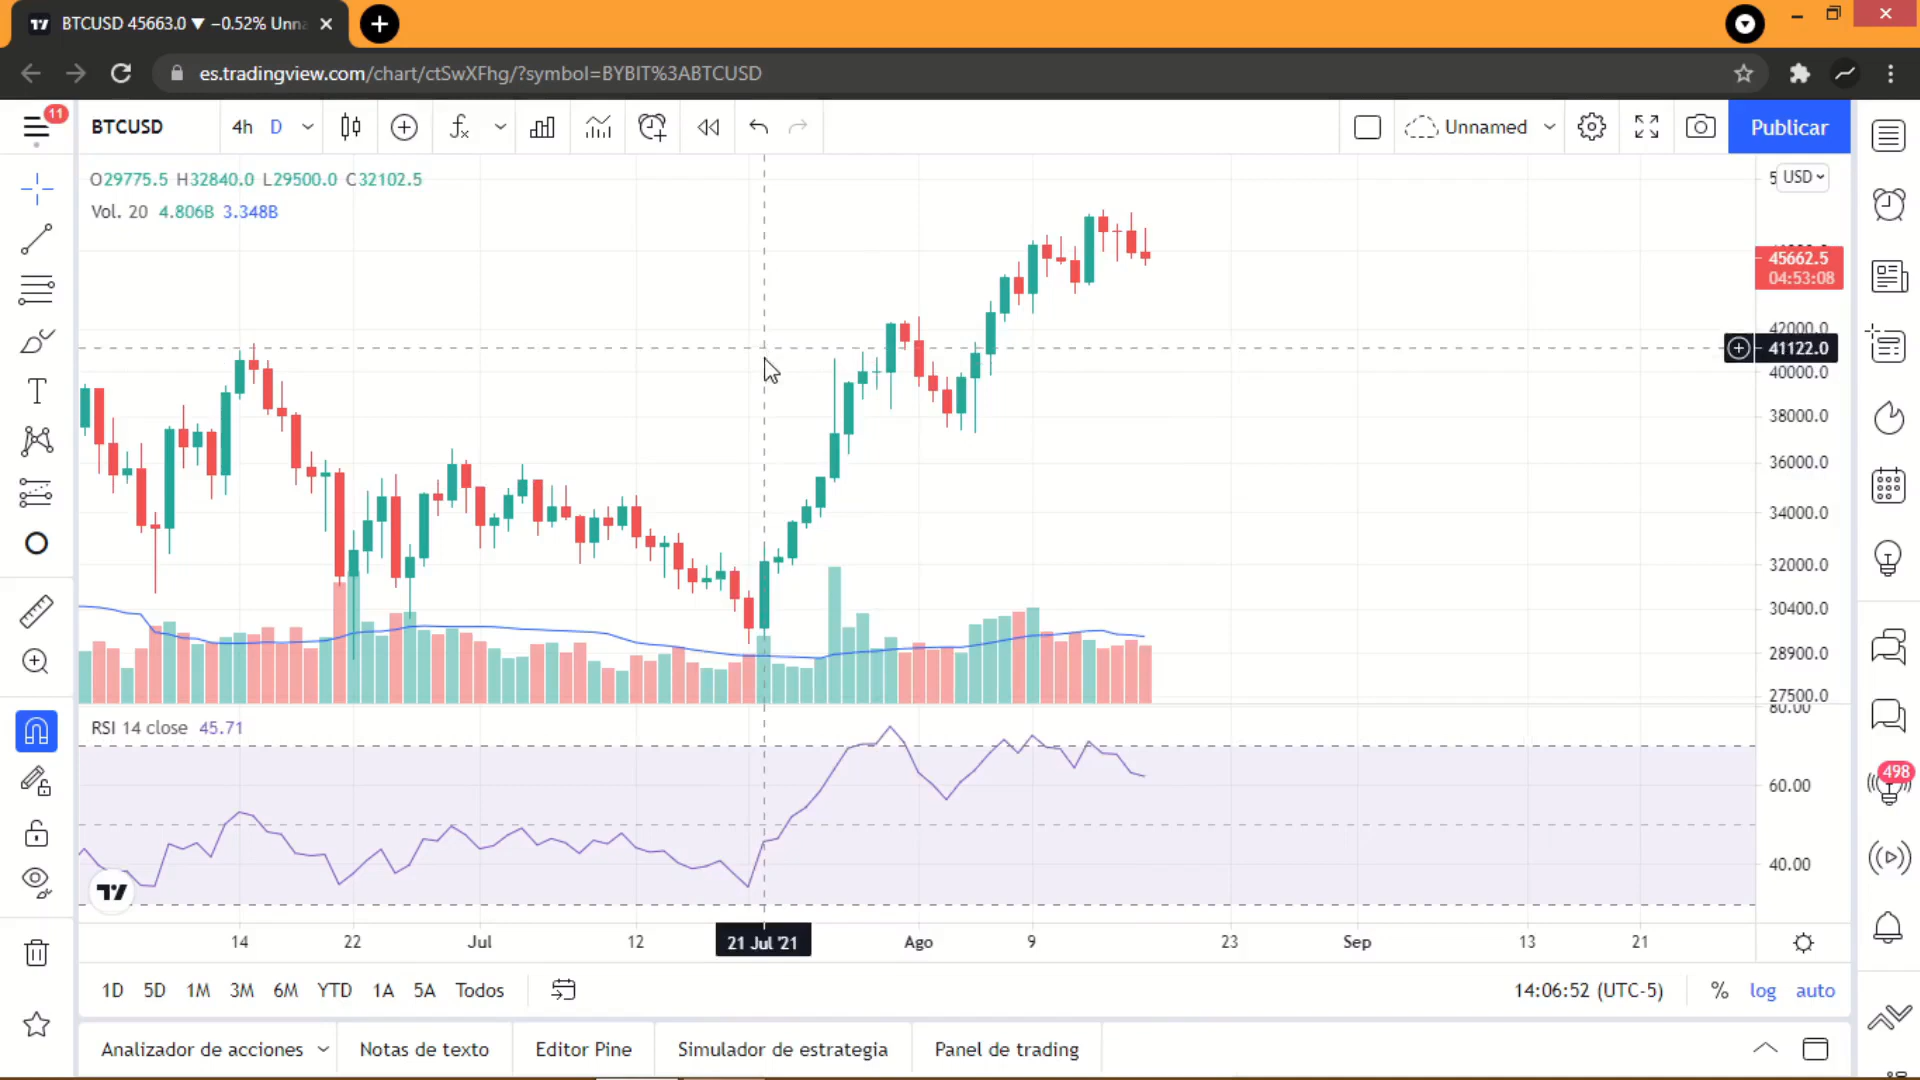 BTCUSD 45663.0 ▼ −0.52% Unna
es.tradingview.com/chart/ctSwXFhg/?symbol=BYBIT%3ABTCUSD
11
BTCUSD 4h D Unnamed Publicar
O29775.5 H32840.0 L29500.0 C32102.5
Vol. 20 4.806B 3.348B
USD
45662.5
04:53:08
42000.0
41122.0
40000.0
38000.0
36000.0
34000.0
32000.0
30400.0
28900.0
27500.0
80.00
RSI 14 close 45.71
498
60.00
40.00
14 22 Jul 12 21 Jul '21 Ago 9 23 Sep 13 21
1D 5D 1M 3M 6M YTD 1A 5A Todos 14:06:52 (UTC-5) % log auto
Analizador de acciones Notas de texto Editor Pine Simulador de estrategia Panel de trading